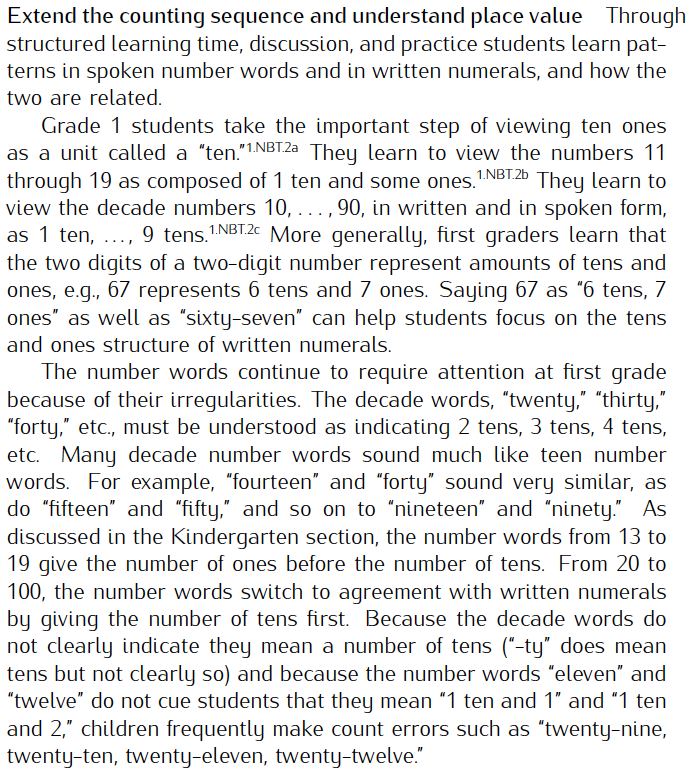 Extend the counting sequence and understand place value Through
structured learning time, discussion, and practice students learn pat-
terns in spoken number words and in written numerals, and how the
two are related.
Grade 1 students take the important step of viewing ten ones
as a unit called a “ten.”1.NBT.2a They learn to view the numbers 11
through 19 as composed of 1 ten and some ones.1.NBT.2b They learn to
view the decade numbers 10, . . . , 90, in written and in spoken form,
as 1 ten, ..., 9 tens.1.NBT.2c More generally, first graders learn that
the two digits of a two-digit number represent amounts of tens and
ones, e.g., 67 represents 6 tens and 7 ones. Saying 67 as “6 tens, 7
ones” as well as “sixty-seven” can help students focus on the tens
and ones structure of written numerals.
The number words continue to require attention at first grade
because of their irregularities. The decade words, “twenty,” “thirty,”
“forty,” etc., must be understood as indicating 2 tens, 3 tens, 4 tens,
etc. Many decade number words sound much like teen number
words. For example, “fourteen” and “forty” sound very similar, as
do “fifteen” and “fifty,” and so on to “nineteen” and “ninety.” As
discussed in the Kindergarten section, the number words from 13 to
19 give the number of ones before the number of tens. From 20 to
100, the number words switch to agreement with written numerals
by giving the number of tens first. Because the decade words do
not clearly indicate they mean a number of tens (“-ty” does mean
tens but not clearly so) and because the number words “eleven” and
“twelve” do not cue students that they mean “1 ten and 1” and “1 ten
and 2,” children frequently make count errors such as “twenty-nine,
twenty-ten, twenty-eleven, twenty-twelve.”